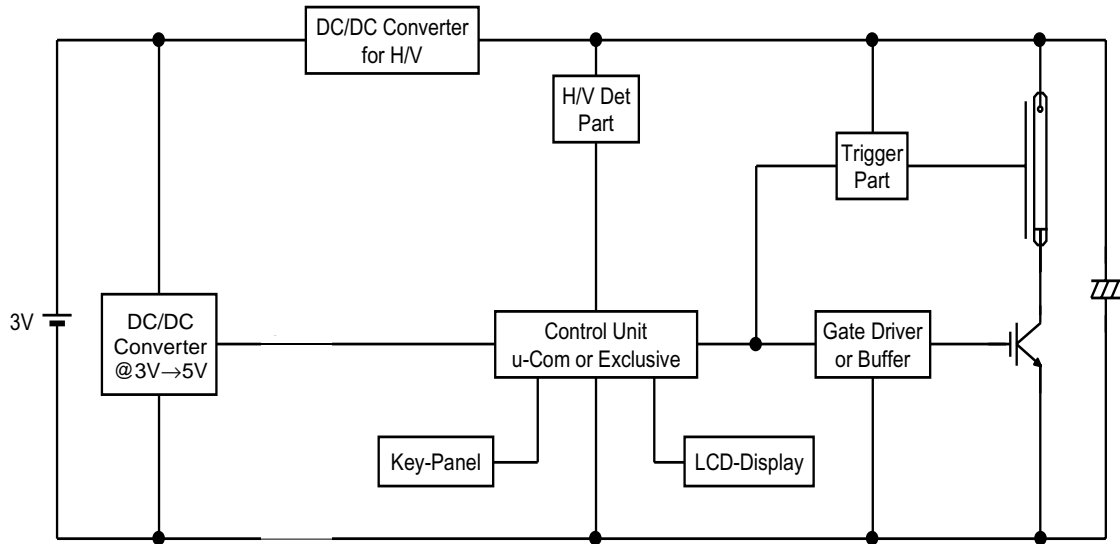 DC/DC Converter
for H/V
H/V Det
Part
Trigger
Part
3V
DC/DC
Converter
@3V→5V
Control Unit
u-Com or Exclusive
Gate Driver
or Buffer
Key-Panel
LCD-Display